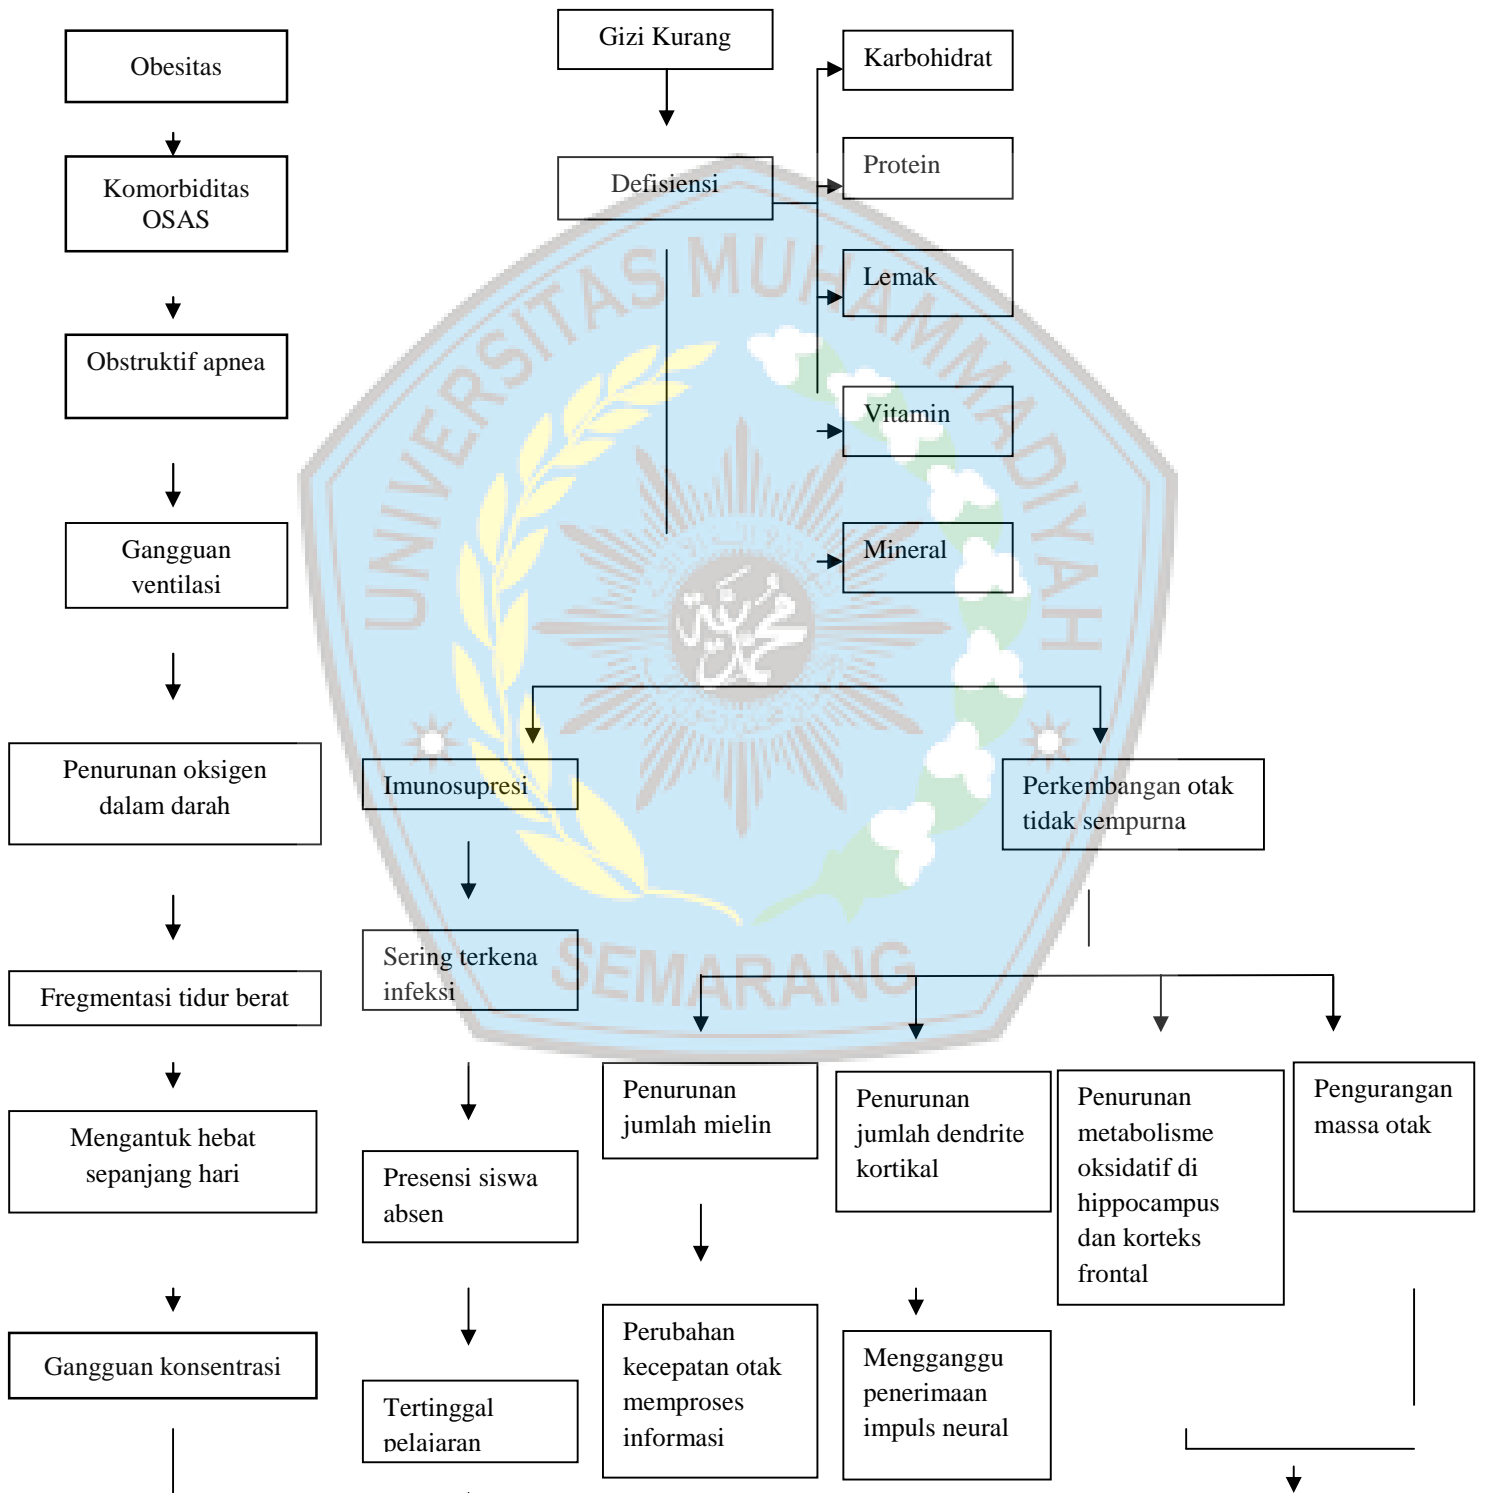 Obesitas
Komorbiditas
OSAS
Obstruktif apnea
Gangguan
ventilasi
Penurunan oksigen
dalam darah
Fregmentasi tidur berat
Mengantuk hebat
sepanjang hari
Gangguan konsentrasi
Gizi Kurang
Defisiensi
Karbohidrat
Protein
Lemak
Vitamin
Mineral
Imunosupresi
Sering terkena
infeksi
Presensi siswa
absen
Tertinggal
pelajaran
Perkembangan otak
tidak sempurna
Penurunan
jumlah mielin
Perubahan
kecepatan otak
memproses
informasi
Penurunan
jumlah dendrite
kortikal
Mengganggu
penerimaan
impuls neural
Penurunan
metabolisme
oksidatif di
hippocampus
dan korteks
frontal
Pengurangan
massa otak
UNIVERSITAS MUHAMMADIYAH
SEMARANG